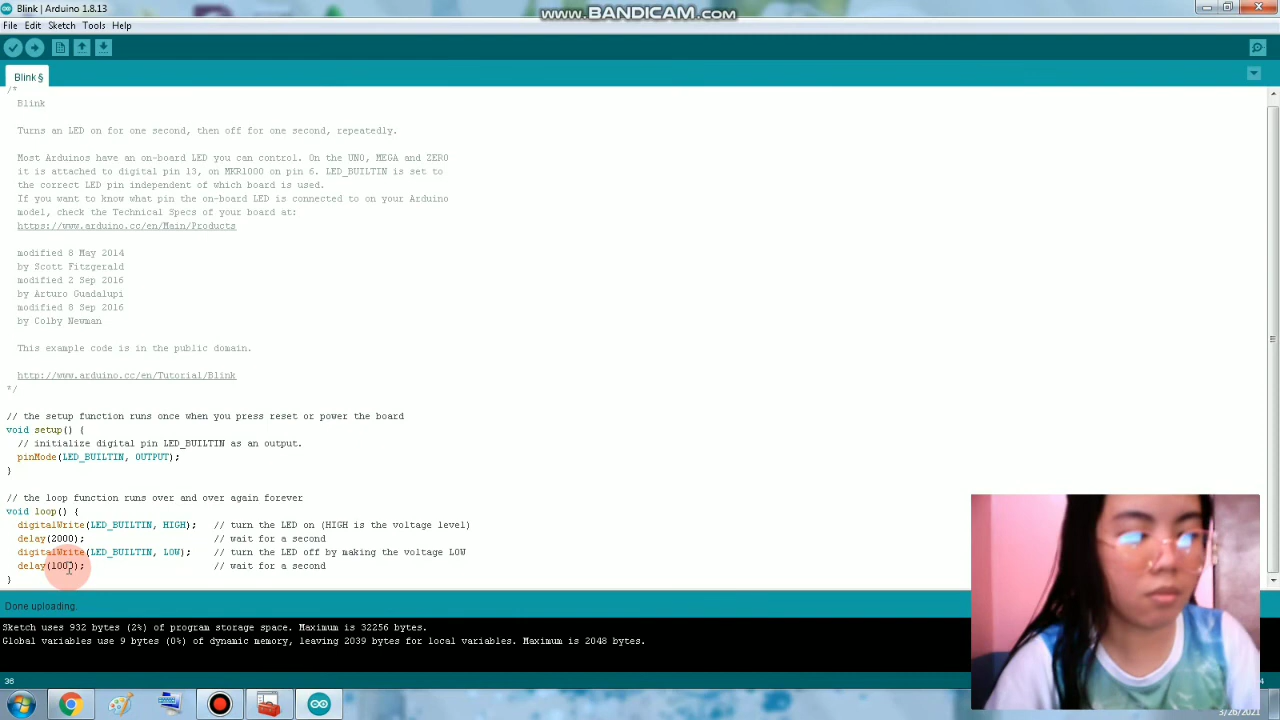 Blink | Arduino 1.8.13
www.BANDICAM.com
File Edit Sketch Tools Help
Blink§
/*
Blink
Turns an LED on for one second, then off for one second, repeatedly.
Most Arduinos have an on-board LED you can control. On the UNO, MEGA and ZERO
it is attached to digital pin 13, on MKR1000 on pin 6. LED_BUILTIN is set to
the correct LED pin independent of which board is used.
If you want to know what pin the on-board LED is connected to on your Arduino
model, check the Technical Specs of your board at:
https://www.arduino.cc/en/Main/Products
modified 8 May 2014
by Scott Fitzgerald
modified 2 Sep 2016
by Arturo Guadalupi
modified 8 Sep 2016
by Colby Newman
This example code is in the public domain.
http://www.arduino.cc/en/Tutorial/Blink
*/
// the setup function runs once when you press reset or power the board
void setup() {
// initialize digital pin LED_BUILTIN as an output.
pinMode(LED_BUILTIN, OUTPUT);
}
// the loop function runs over and over again forever
void loop() {
digitalWrite(LED_BUILTIN, HIGH); // turn the LED on (HIGH is the voltage level)
delay(2000); // wait for a second
digitalWrite(LED_BUILTIN, LOW); // turn the LED off by making the voltage LOW
delay(1000); // wait for a second
}
Done uploading.
Sketch uses 932 bytes (2%) of program storage space. Maximum is 32256 bytes.
Global variables use 9 bytes (0%) of dynamic memory, leaving 2039 bytes for local variables. Maximum is 2048 bytes.
36
3/26/2021